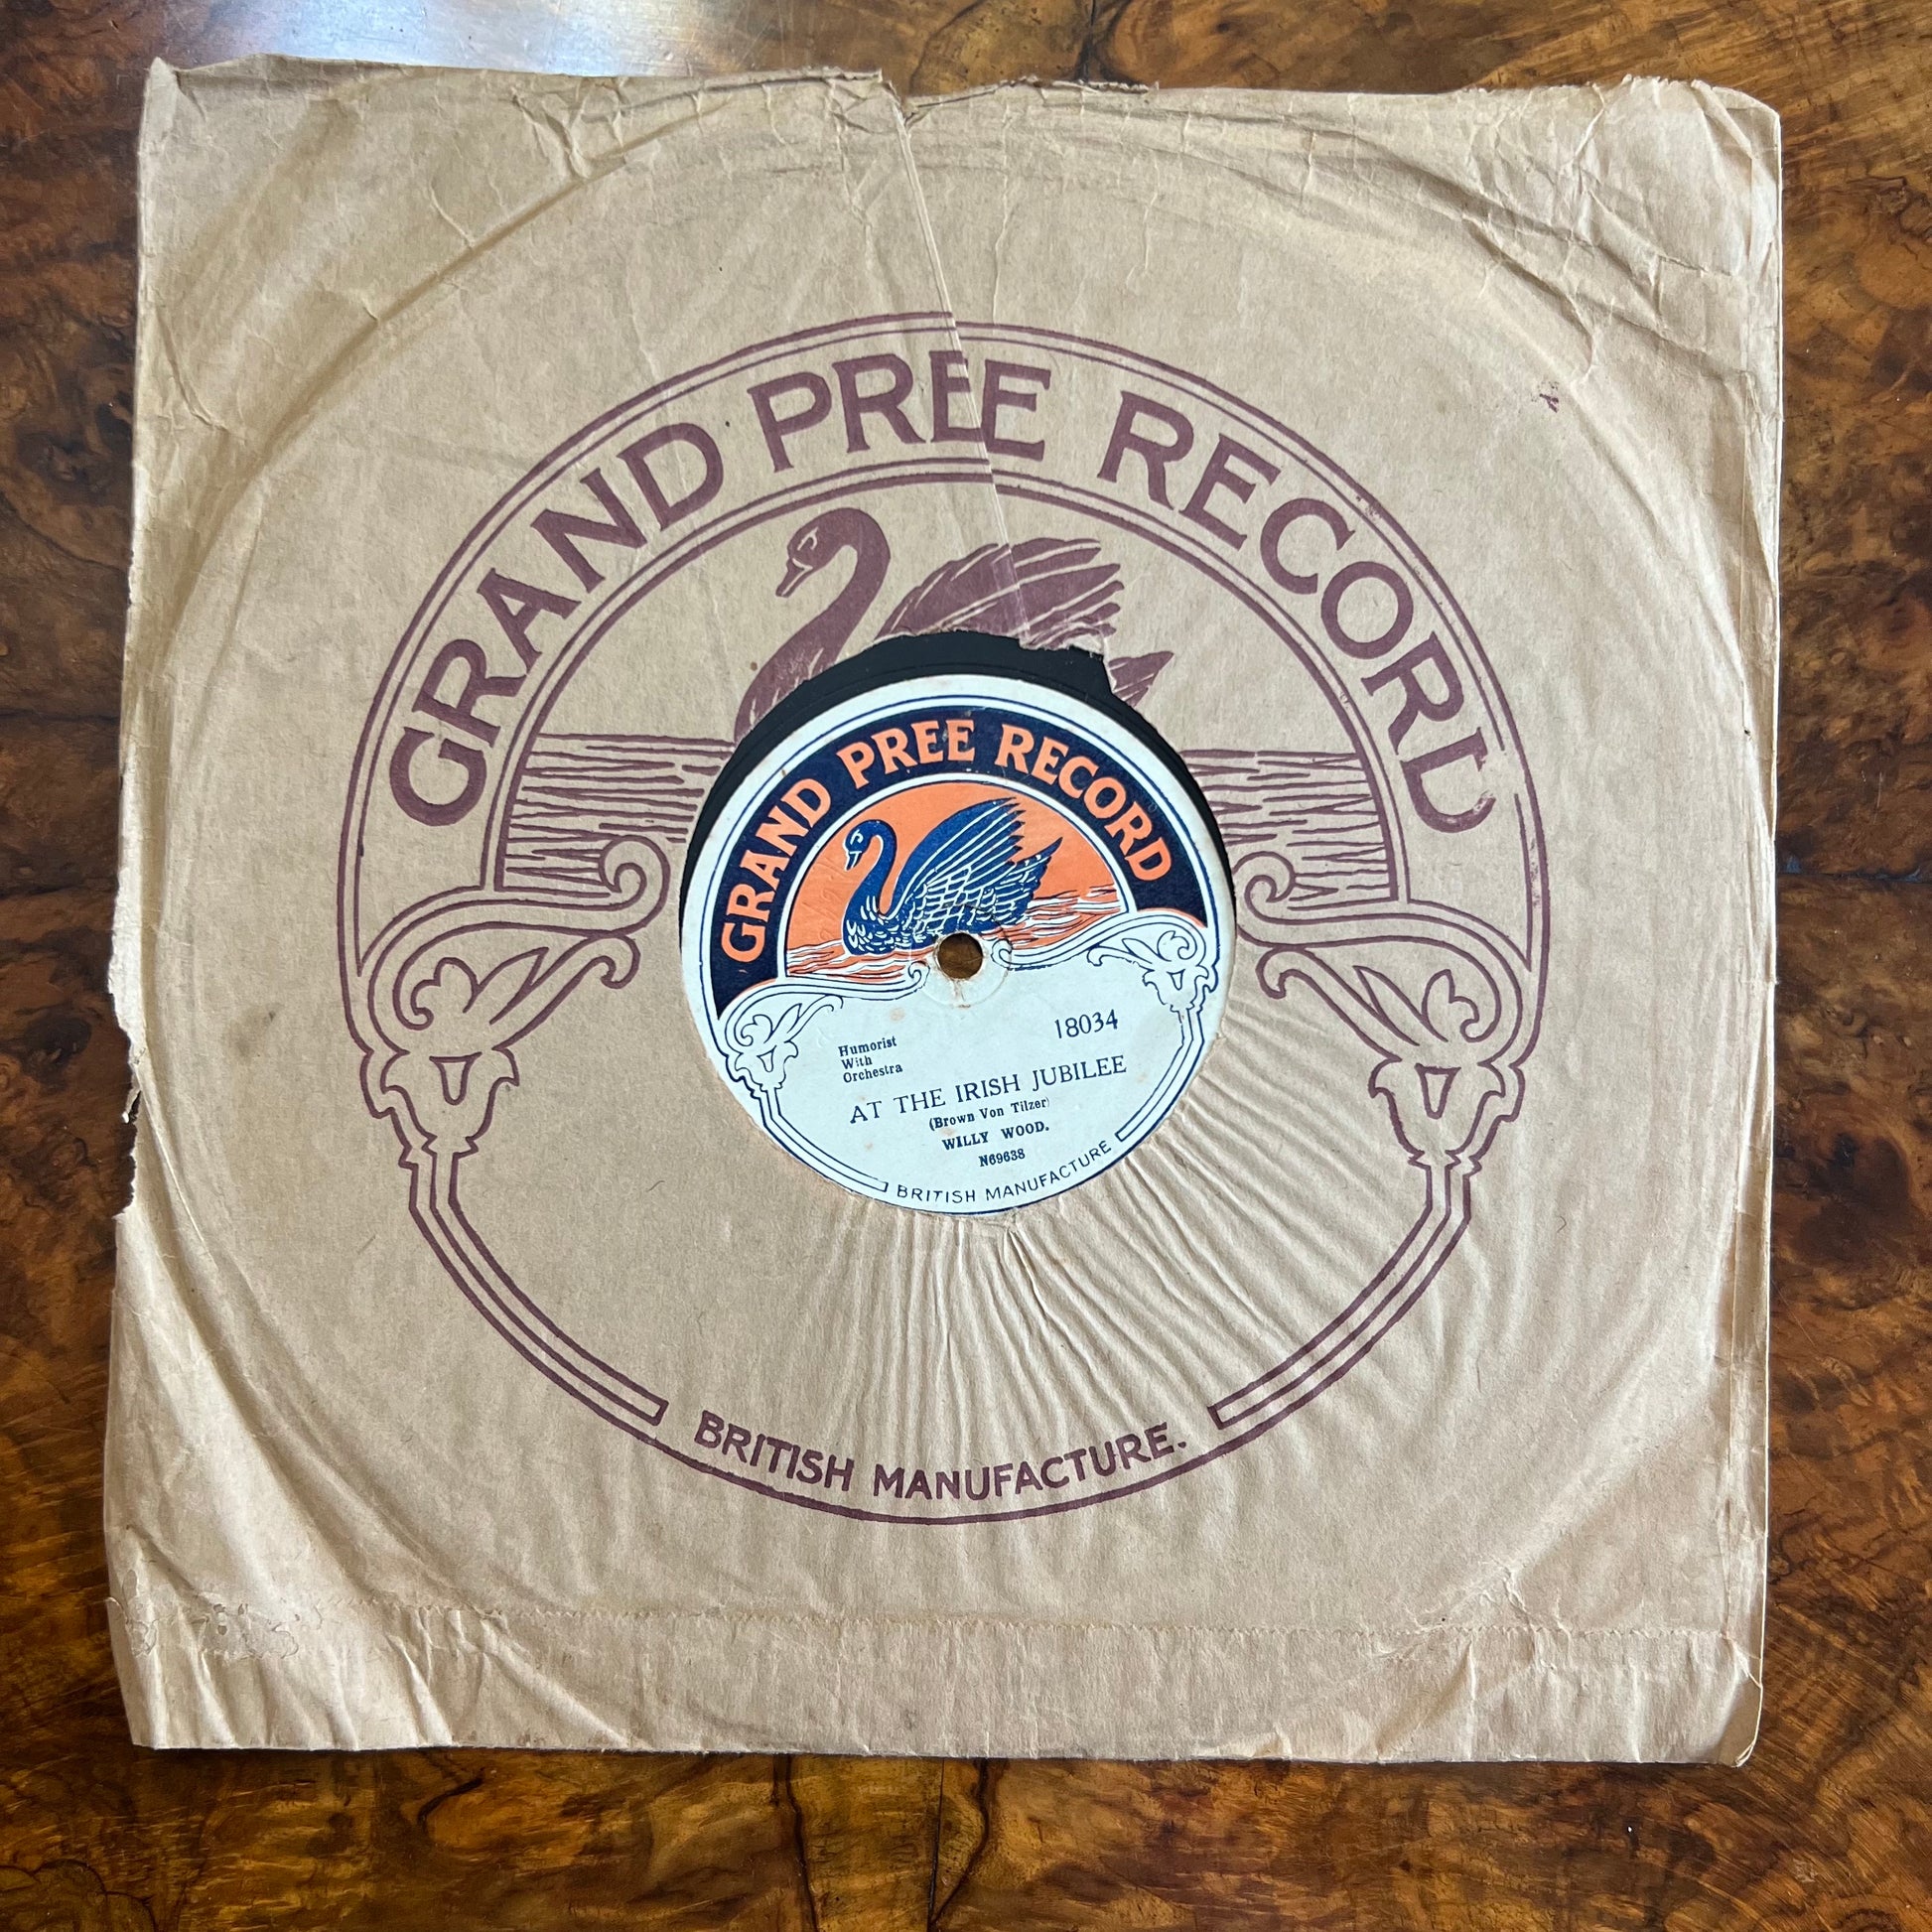 GRAND PREE RECORD
GRAND PREE RECORD
18034
Humorist
With
Orchestra
AT THE IRISH JUBILEE
(Brown Von Tilzer)
WILLY WOOD.
N69638
BRITISH MANUFACTURE
BRITISH MANUFACTURE.